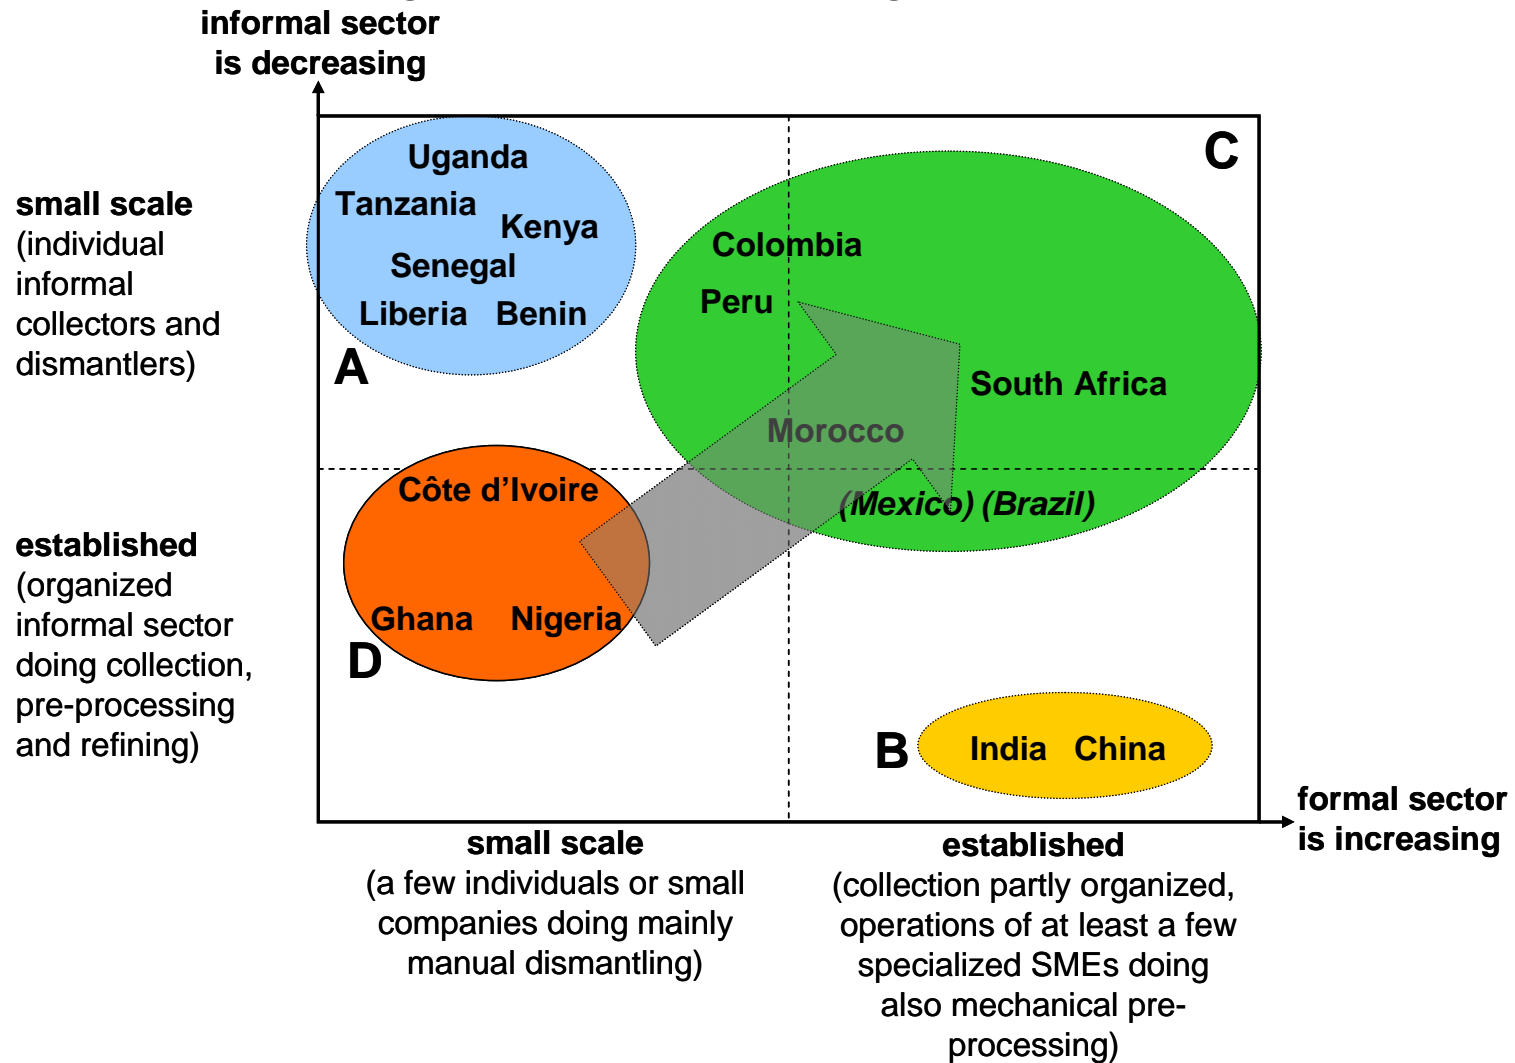 informal sector
is decreasing
small scale
(individual
informal
collectors and
dismantlers)
established
(organized
informal sector
doing collection,
pre-processing
and refining)
Uganda
Tanzania
Kenya
Senegal
Liberia Benin
A
C
Colombia
Peru
South Africa
Morocco
(Mexico) (Brazil)
Côte d’Ivoire
Ghana Nigeria
D
B
India China
formal sector
is increasing
small scale
(a few individuals or small
companies doing mainly
manual dismantling)
established
(collection partly organized,
operations of at least a few
specialized SMEs doing
also mechanical pre-
processing)